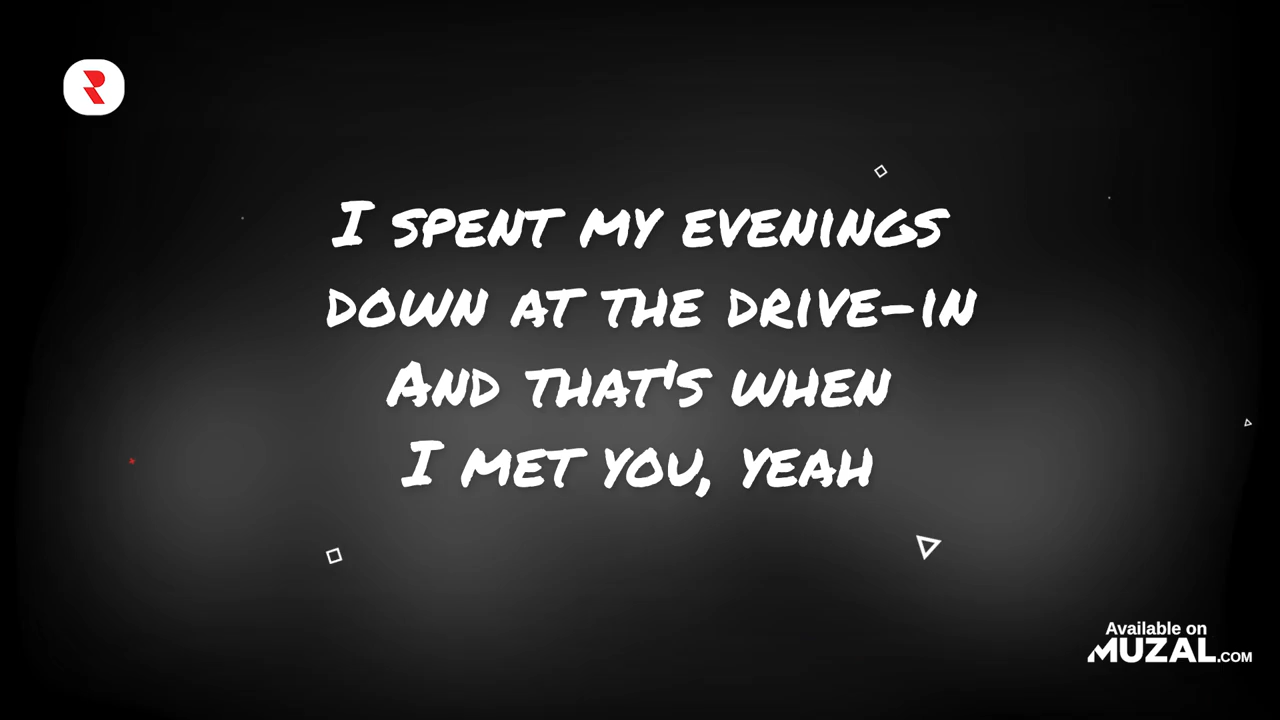 I SPENT MY EVENINGS
DOWN AT THE DRIVE-IN
AND THAT'S WHEN
I MET YOU, YEAH
Available on
MUZAL.COM